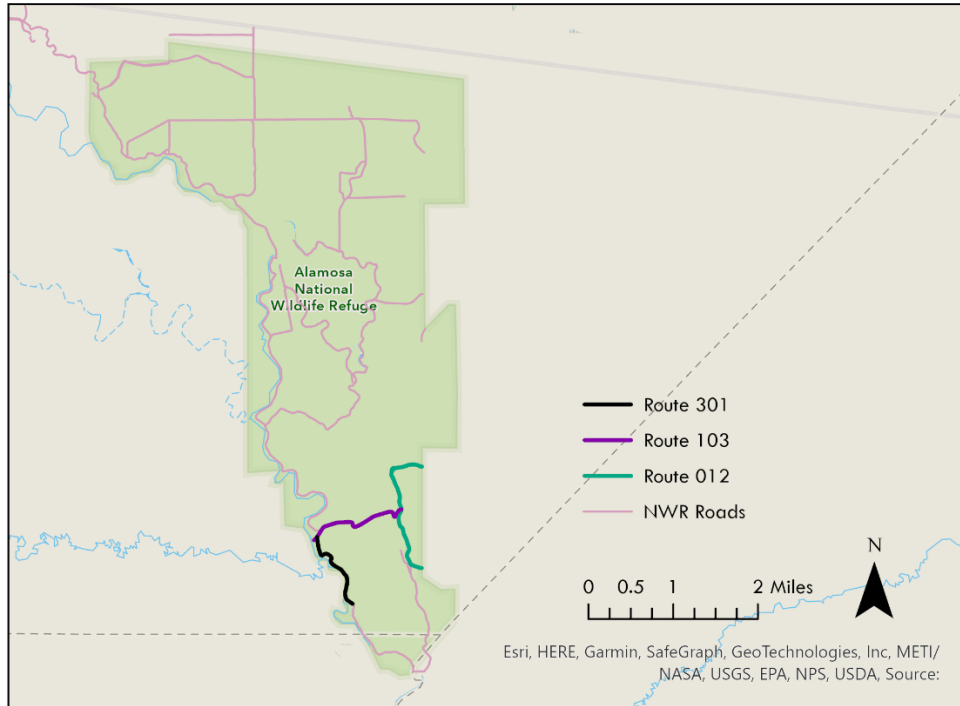 Alamosa
National
Wildlife Refuge
Route 301
Route 103
Route 012
NWR Roads
N
0 0.5 1 2 Miles
Esri, HERE, Garmin, SafeGraph, GeoTechnologies, Inc, METI/
NASA, USGS, EPA, NPS, USDA, Source: